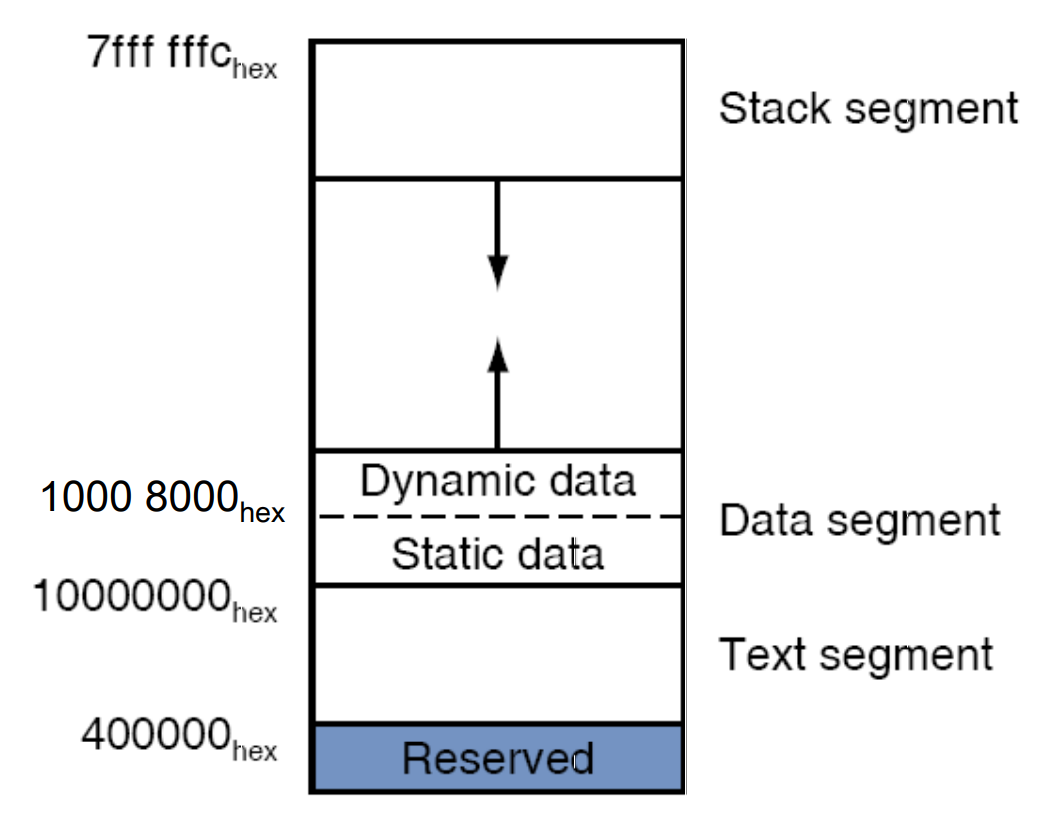 7fff fffchex
Stack segment
Dynamic data
1000 8000hex
Data segment
Static data
10000000hex
Text segment
400000hex
Reserved